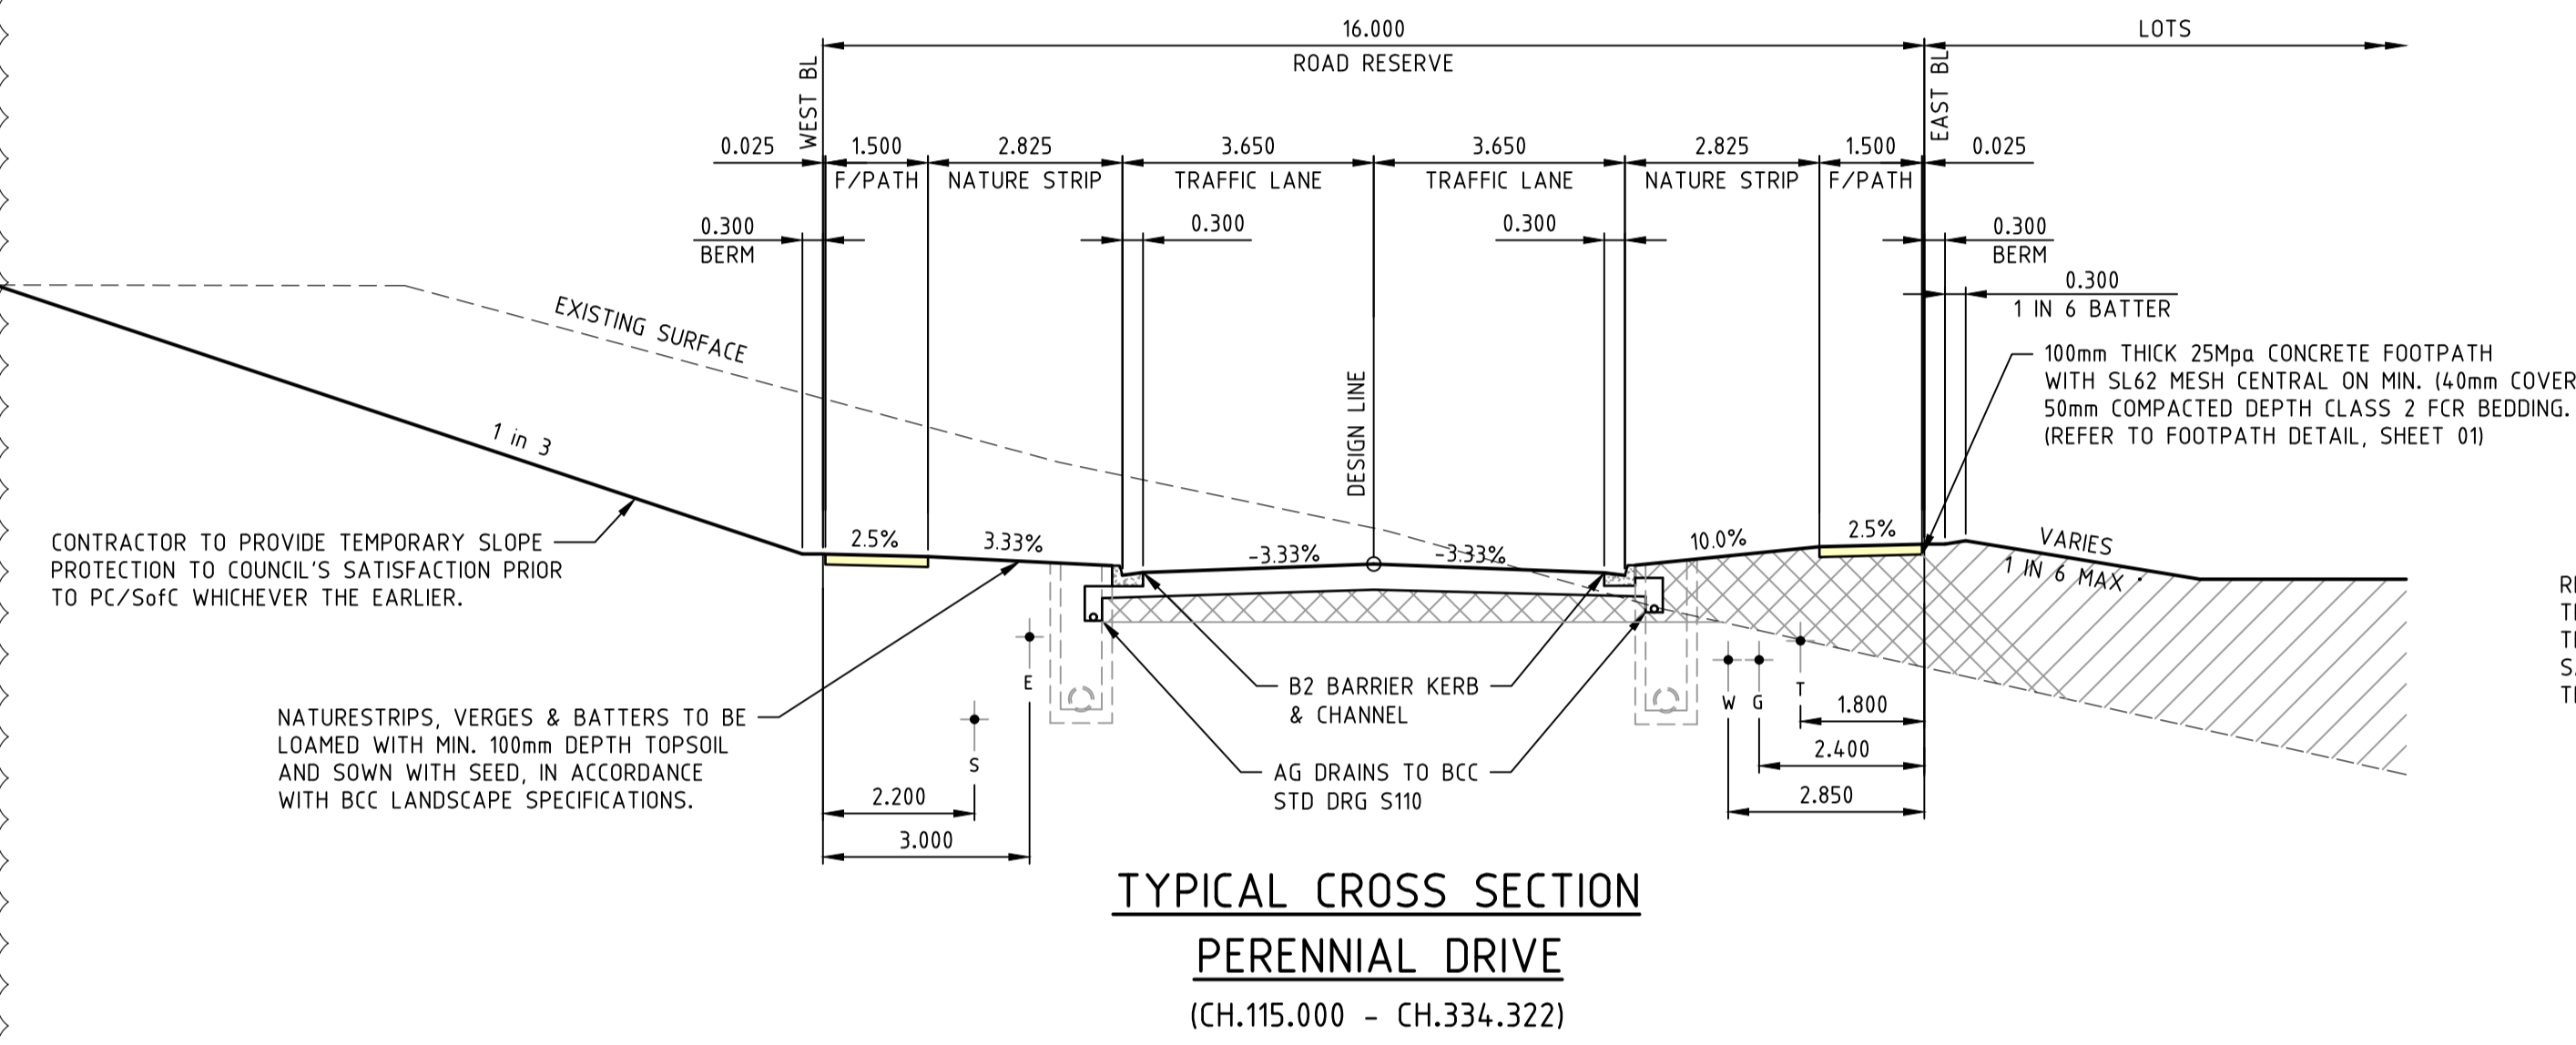 16.000
LOTS
ROAD RESERVE
WEST BL
EAST BL
0.025
1.500
2.825
3.650
3.650
2.825
1.500
0.025
F/PATH
NATURE STRIP
TRAFFIC LANE
TRAFFIC LANE
NATURE STRIP
F/PATH
0.300
BERM
0.300
0.300
0.300
BERM
0.300
1 IN 6 BATTER
EXISTING SURFACE
1 in 3
DESIGN LINE
100mm THICK 25Mpa CONCRETE FOOTPATH
WITH SL62 MESH CENTRAL ON MIN. (40mm COVER
50mm COMPACTED DEPTH CLASS 2 FCR BEDDING.
(REFER TO FOOTPATH DETAIL, SHEET 01)
2.5%
3.33%
-3.33%
-3.33%
10.0%
2.5%
VARIES
1 IN 6 MAX
CONTRACTOR TO PROVIDE TEMPORARY SLOPE
PROTECTION TO COUNCIL'S SATISFACTION PRIOR
TO PC/SofC WHICHEVER THE EARLIER.
NATURESTRIPS, VERGES & BATTERS TO BE
LOAMED WITH MIN. 100mm DEPTH TOPSOIL
AND SOWN WITH SEED, IN ACCORDANCE
WITH BCC LANDSCAPE SPECIFICATIONS.
E
S
B2 BARRIER KERB
& CHANNEL
AG DRAINS TO BCC
STD DRG S110
W
G
T
1.800
2.400
2.850
2.200
3.000
TYPICAL CROSS SECTION
PERENNIAL DRIVE
(CH.115.000 - CH.334.322)